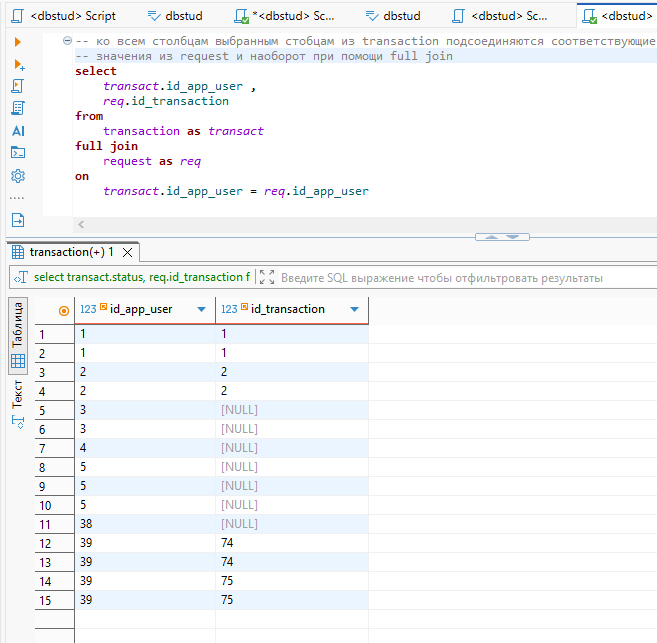 <dbstud> Script
dbstud
*<dbstud> Sc...
dbstud
<dbstud> Sc...
<dbstud>
-- ко всем столбцам выбранным стобцам из transaction подсоединяются соответствующие
-- значения из request и наоборот при помощи full join
select
transact.id_app_user ,
req.id_transaction
from
transaction as transact
full join
request as req
on
transact.id_app_user = req.id_app_user
AI
transaction(+) 1
select transact.status, req.id_transaction f
Введите SQL выражение чтобы отфильтровать результаты
Таблица
Текст
123 id_app_user
123 id_transaction
1 1 1
2 1 1
3 2 2
4 2 2
5 3 [NULL]
6 3 [NULL]
7 4 [NULL]
8 5 [NULL]
9 5 [NULL]
10 5 [NULL]
11 38 [NULL]
12 39 74
13 39 74
14 39 75
15 39 75